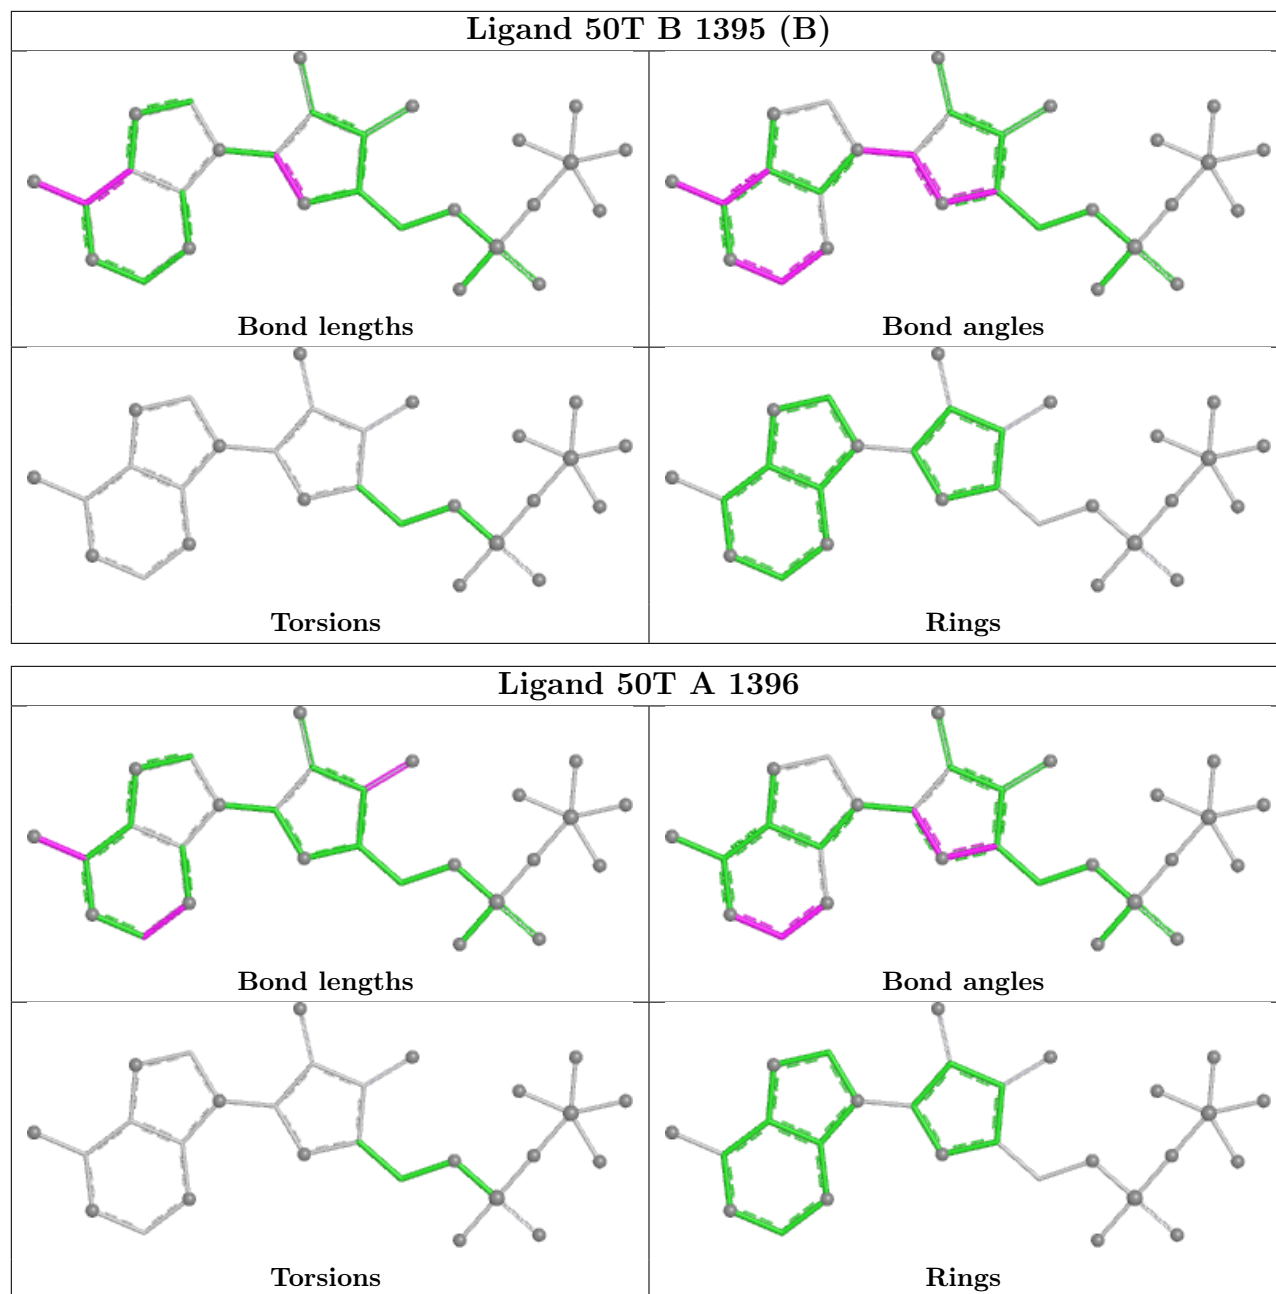 Ligand 50T B 1395 (B)
Bond lengths
Bond angles
Torsions
Rings
Ligand 50T A 1396
Bond lengths
Bond angles
Torsions
Rings